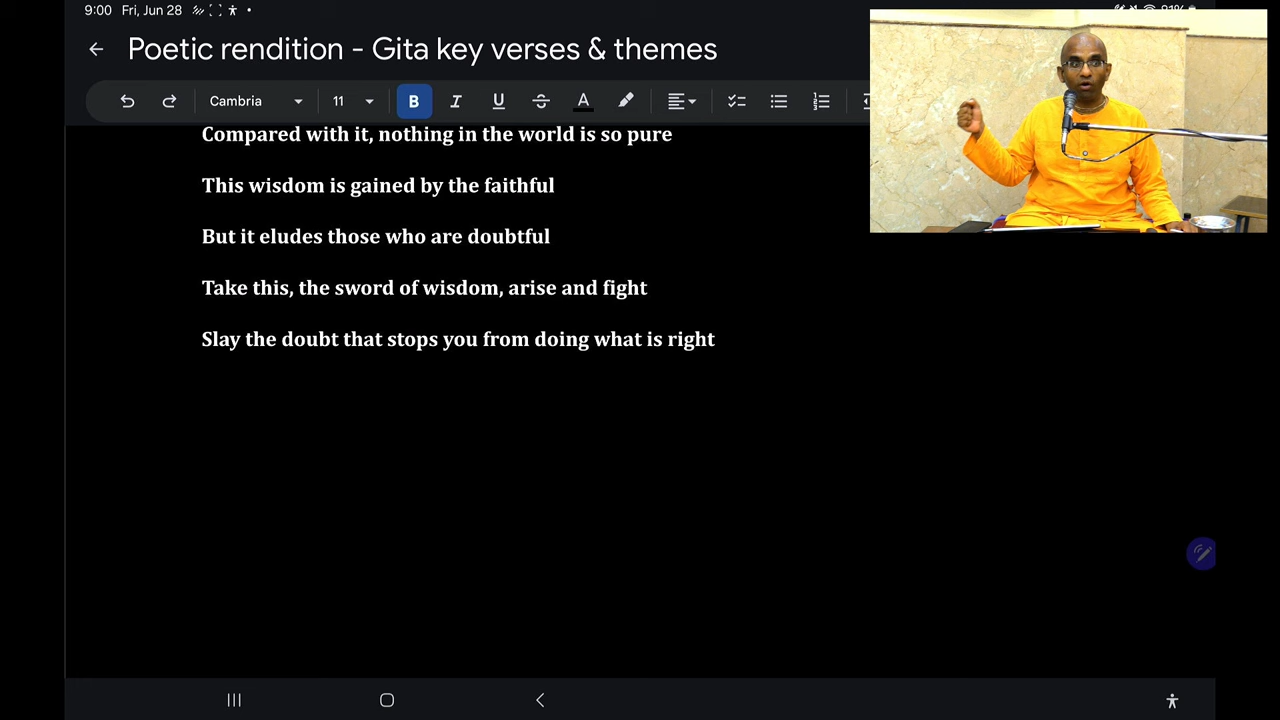 9:00 Fri, Jun 28
Poetic rendition - Gita key verses & themes
Cambria 11 B I U S A
Compared with it, nothing in the world is so pure
This wisdom is gained by the faithful
But it eludes those who are doubtful
Take this, the sword of wisdom, arise and fight
Slay the doubt that stops you from doing what is right